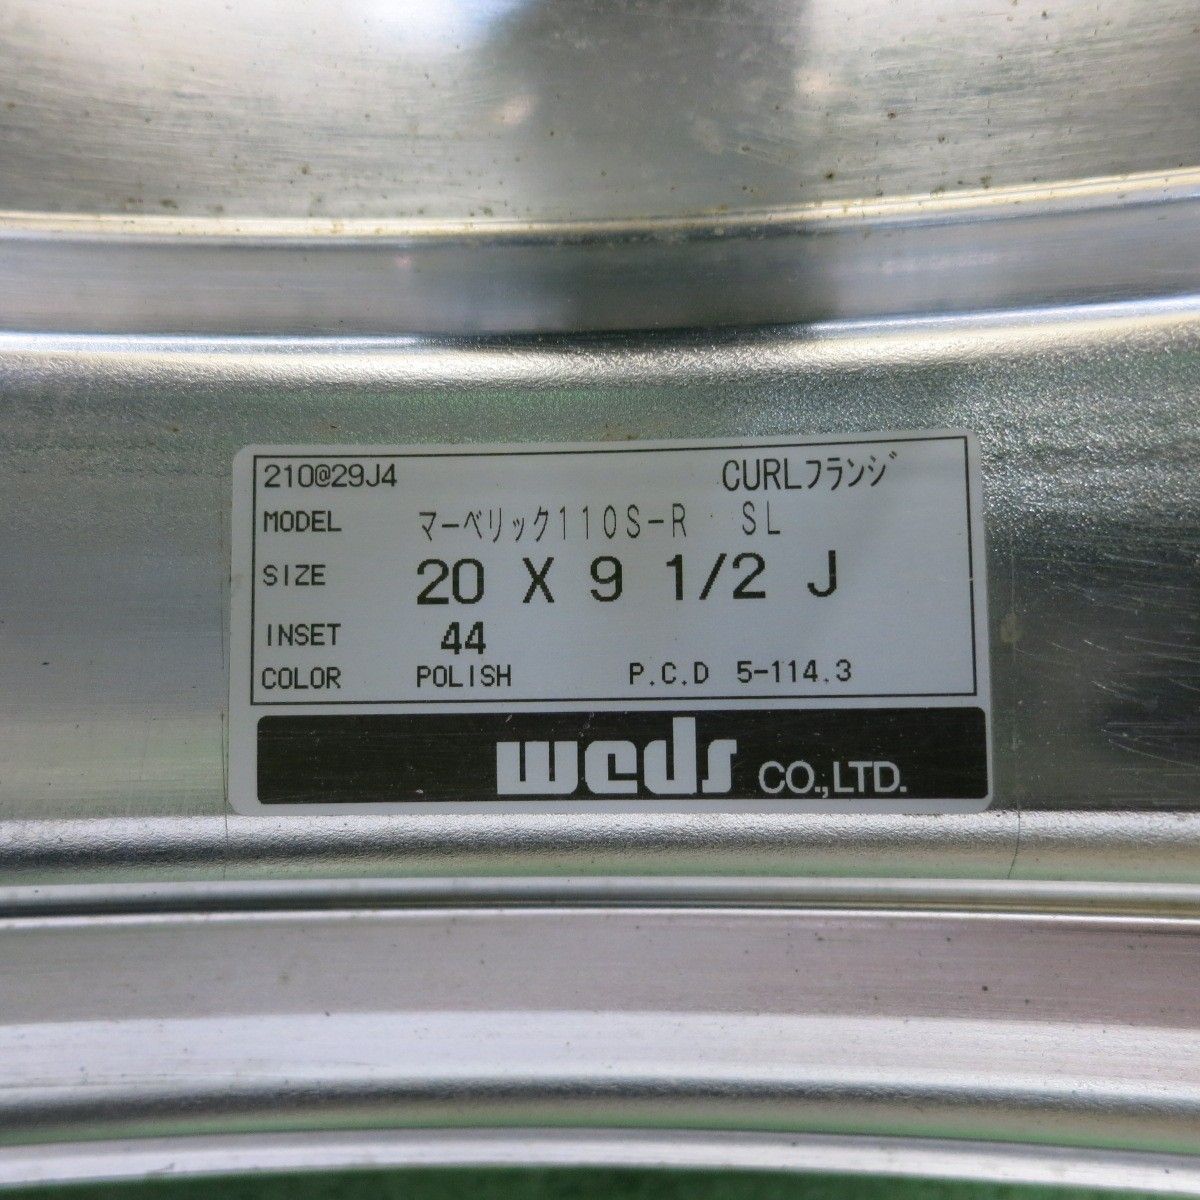 210@29J4 CURLフランジ
MODEL マーベリック110S-R SL
SIZE 20 X 9 1/2 J
INSET 44
COLOR POLISH P.C.D 5-114.3
weds CO.,LTD.